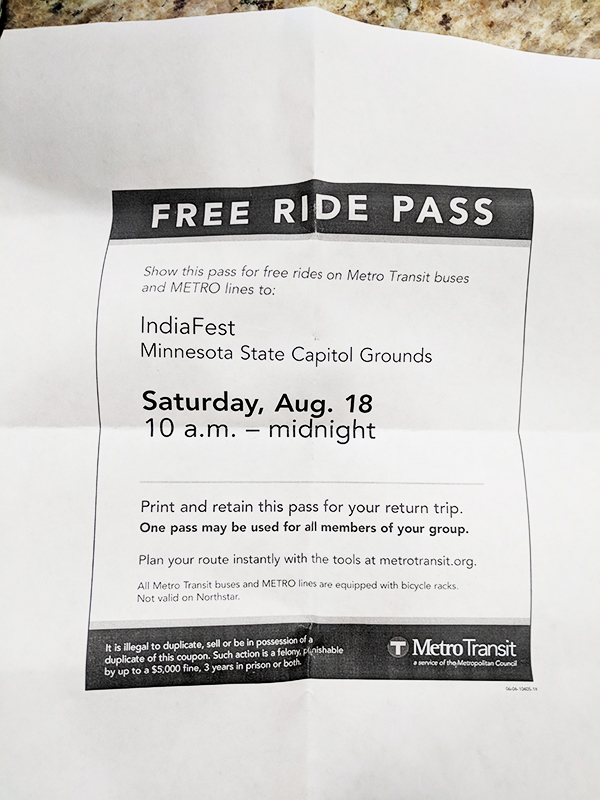 FREE RIDE PASS
Show this pass for free rides on Metro Transit buses
and METRO lines to:
IndiaFest
Minnesota State Capitol Grounds
Saturday, Aug. 18
10 a.m. – midnight
Print and retain this pass for your return trip.
One pass may be used for all members of your group.
Plan your route instantly with the tools at metrotransit.org.
All Metro Transit buses and METRO lines are equipped with bicycle racks.
Not valid on Northstar.
It is illegal to duplicate, sell or be in possession of a
duplicate of this coupon. Such action is a felony, punishable
by up to a $5,000 fine, 3 years in prison or both.
T MetroTransit
a service of the Metropolitan Council